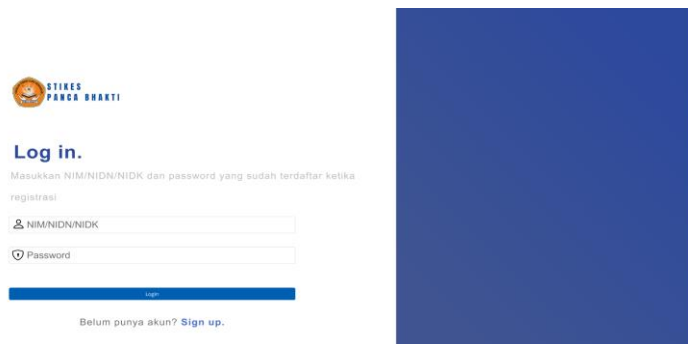 STIKES
PANCA BHAKTI
Log in.
Masukkan NIM/NIDN/NIDK dan password yang sudah terdaftar ketika
registrasi
NIM/NIDN/NIDK
Password
Login
Belum punya akun? Sign up.